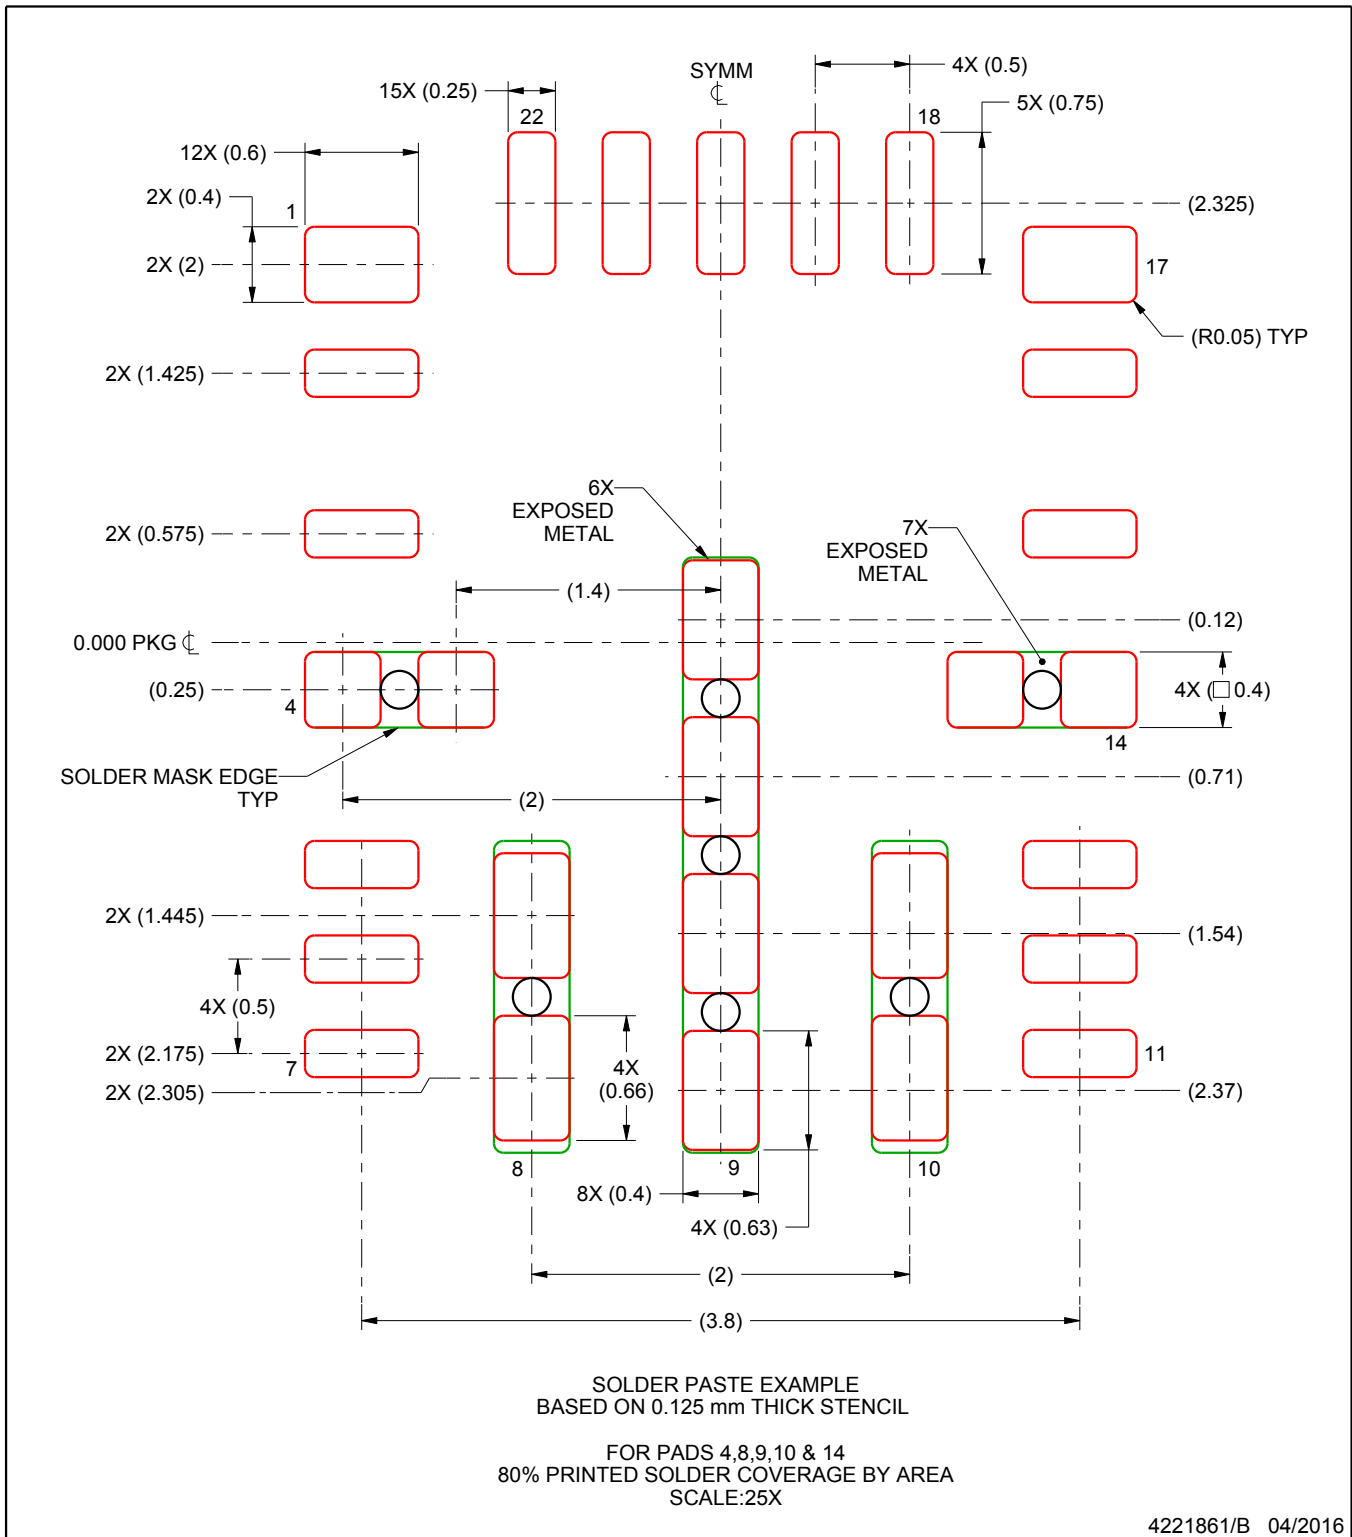 SYMM
4X (0.5)
15X (0.25)
5X (0.75)
22
18
12X (0.6)
2X (0.4)
1
(2.325)
2X (2)
17
(R0.05) TYP
2X (1.425)
6X
EXPOSED
METAL
2X (0.575)
7X
EXPOSED
METAL
(1.4)
(0.12)
0.000 PKG ℄
(0.25)
4
4X (□ 0.4)
14
SOLDER MASK EDGE
TYP
(0.71)
(2)
2X (1.445)
(1.54)
4X (0.5)
2X (2.175)
7
11
4X
(0.66)
2X (2.305)
(2.37)
8
9
10
8X (0.4)
4X (0.63)
(2)
(3.8)
SOLDER PASTE EXAMPLE
BASED ON 0.125 mm THICK STENCIL
FOR PADS 4,8,9,10 & 14
80% PRINTED SOLDER COVERAGE BY AREA
SCALE:25X
4221861/B 04/2016